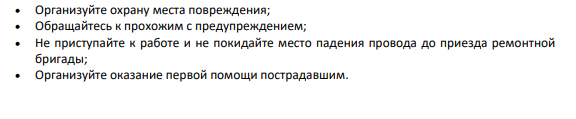 • Организуйте охрану места повреждения;
• Обращайтесь к прохожим с предупреждением;
• Не приступайте к работе и не покидайте место падения провода до приезда ремонтной
бригады;
• Организуйте оказание первой помощи пострадавшим.